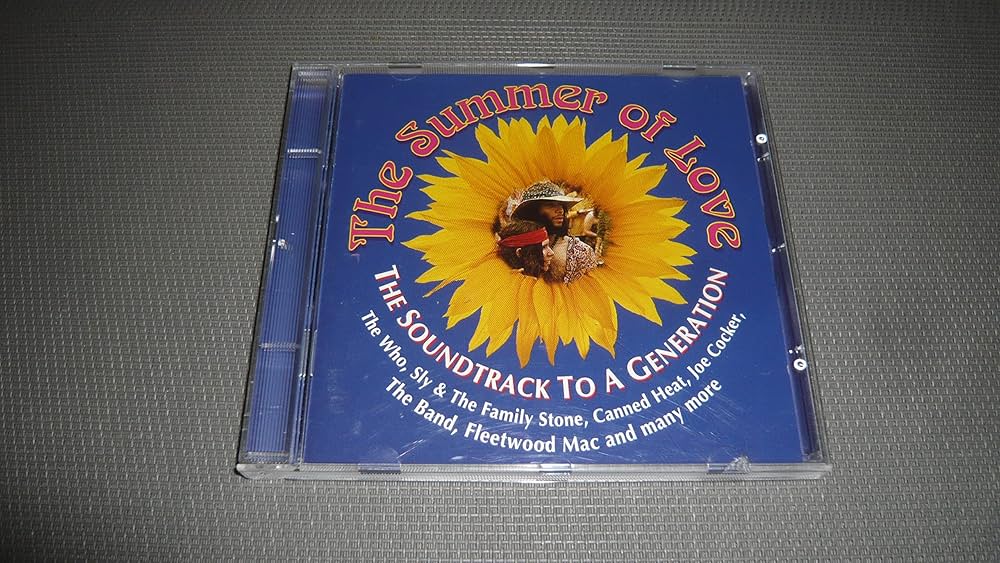 The Summer of Love
THE SOUNDTRACK TO A GENERATION
The Who, Sly & The Family Stone, Canned Heat, Joe Cocker,
The Band, Fleetwood Mac and many more